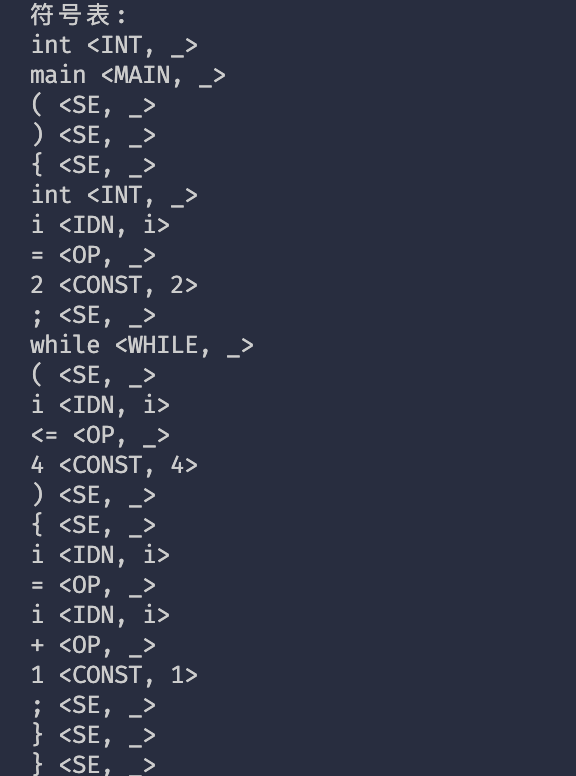 符号表:
int <INT, _>
main <MAIN, _>
( <SE, _>
) <SE, _>
{ <SE, _>
int <INT, _>
i <IDN, i>
= <OP, _>
2 <CONST, 2>
; <SE, _>
while <WHILE, _>
( <SE, _>
i <IDN, i>
<= <OP, _>
4 <CONST, 4>
) <SE, _>
{ <SE, _>
i <IDN, i>
= <OP, _>
i <IDN, i>
+ <OP, _>
1 <CONST, 1>
; <SE, _>
} <SE, _>
} <SE, _>